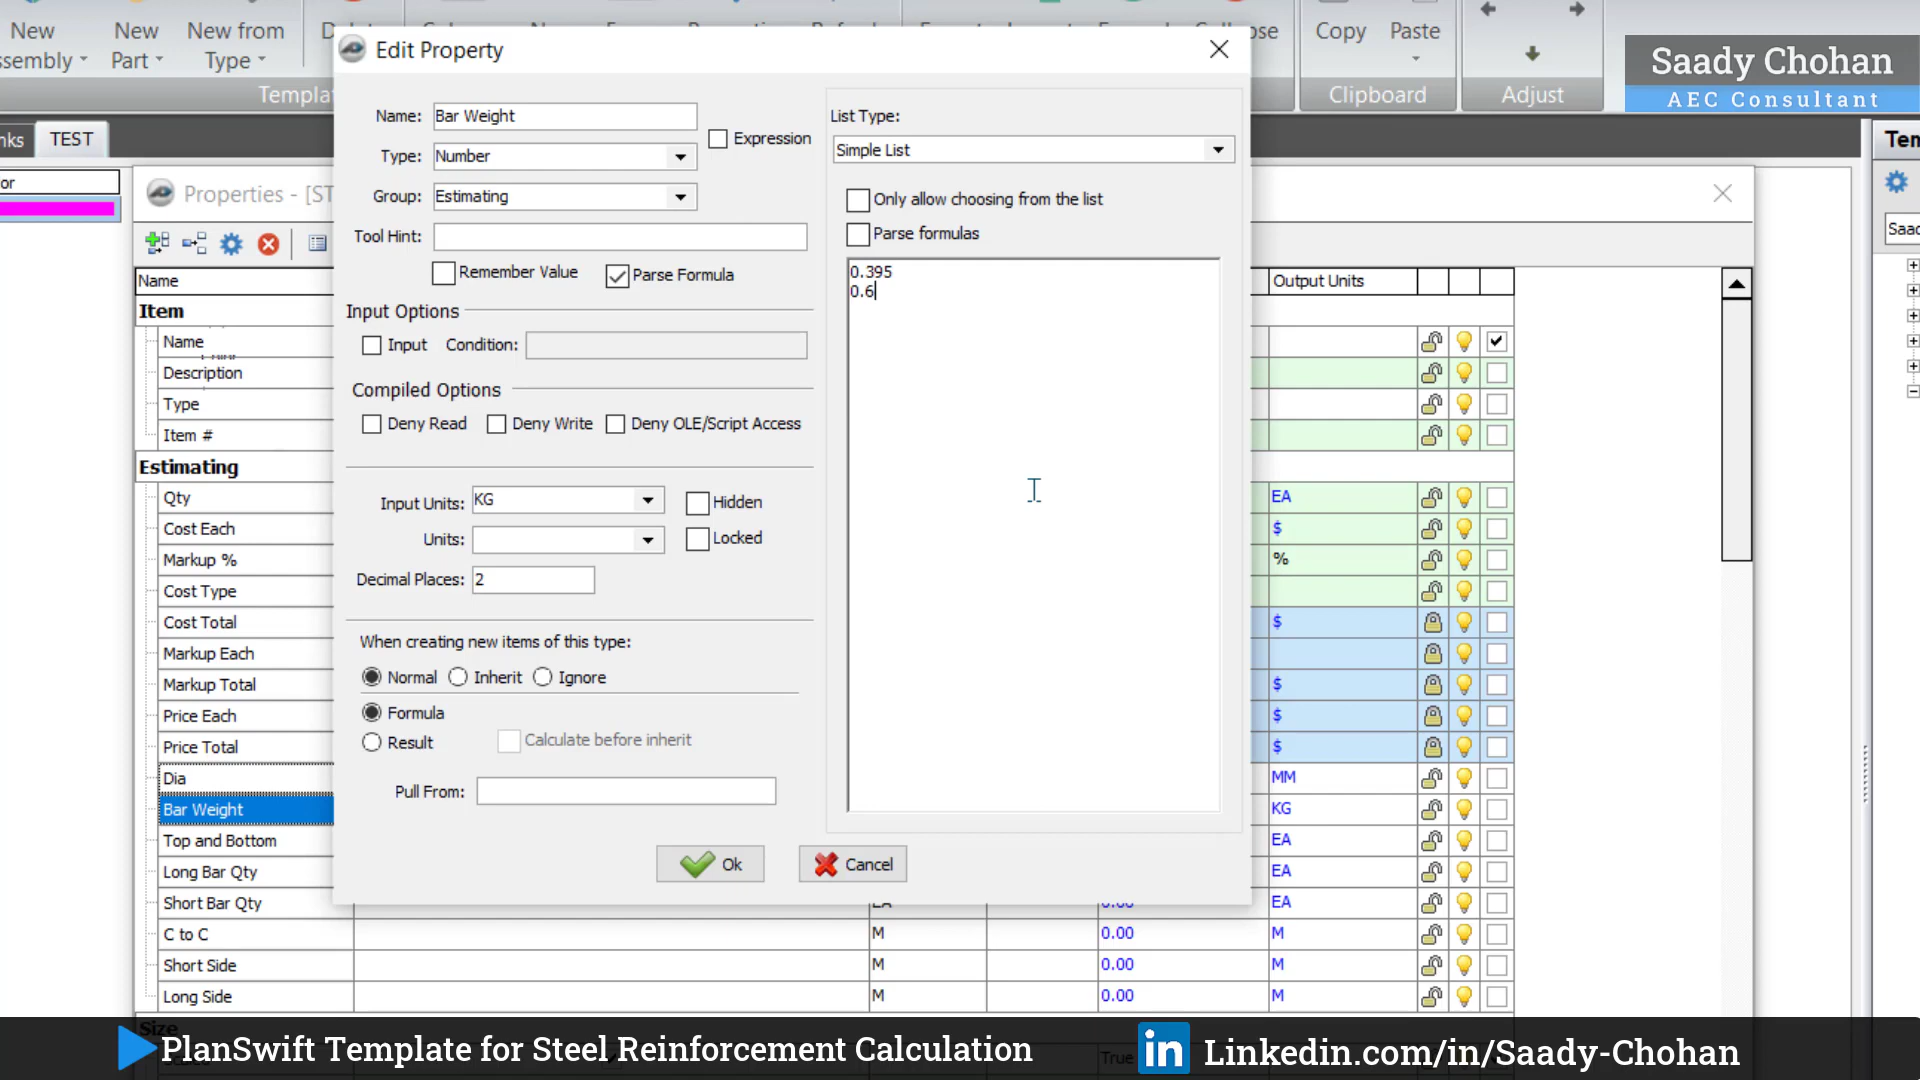 New
New
New from
Copy
Paste
Part
Type
Clipboard
Adjust
Saady Chohan
AEC Consultant
TEST
Edit Property
Name:
Bar Weight
Expression
Type:
Number
Group:
Estimating
Tool Hint:
Remember Value
Parse Formula
Input Options
Input
Condition:
Compiled Options
Deny Read
Deny Write
Deny OLE/Script Access
Input Units:
KG
Hidden
Units:
Locked
Decimal Places:
2
When creating new items of this type:
Normal
Inherit
Ignore
Formula
Result
Calculate before inherit
Pull From:
Ok
Cancel
List Type:
Simple List
Only allow choosing from the list
Parse formulas
0.395
0.6
Properties - [ST
Name
Output Units
Item
Name
Description
Type
Item #
Estimating
Qty
EA
Cost Each
$
Markup %
%
Cost Type
Cost Total
$
Markup Each
Markup Total
$
Price Each
$
Price Total
$
Dia
MM
Bar Weight
KG
Top and Bottom
EA
Long Bar Qty
EA
Short Bar Qty
EA
0.00
EA
C to C
M
0.00
M
Short Side
M
0.00
M
Long Side
M
0.00
M
Size
True
PlanSwift Template for Steel Reinforcement Calculation
in
Linkedin.com/in/Saady-Chohan